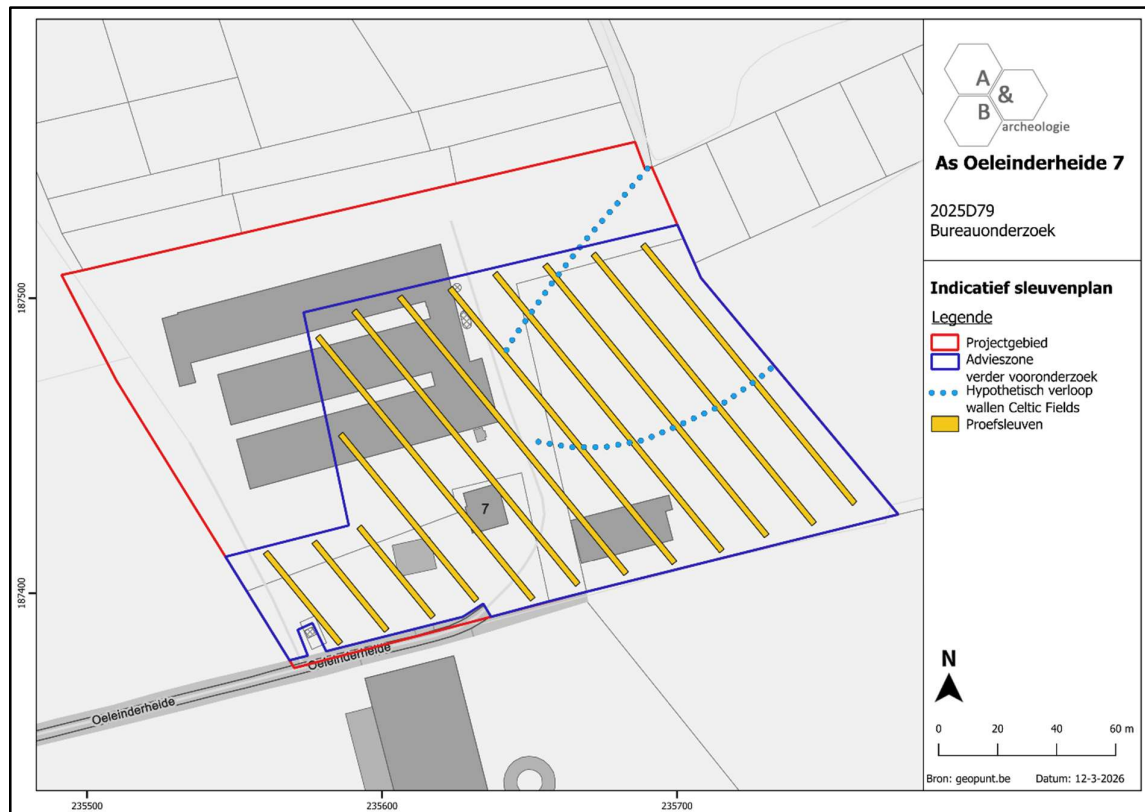 A
&
B
archeologie
As Oeleinderheide 7
2025D79
Bureauonderzoek
Indicatief sleuvenplan
Legende
Projectgebied
Advieszone
verder vooronderzoek
Hypothetisch verloop
wallen Celtic Fields
Proefsleuven
187500
187400
7
Oeleinderheide
Oeleinderheide
N
0 20 40 60 m
Bron: geopunt.be Datum: 12-3-2026
235500 235600 235700